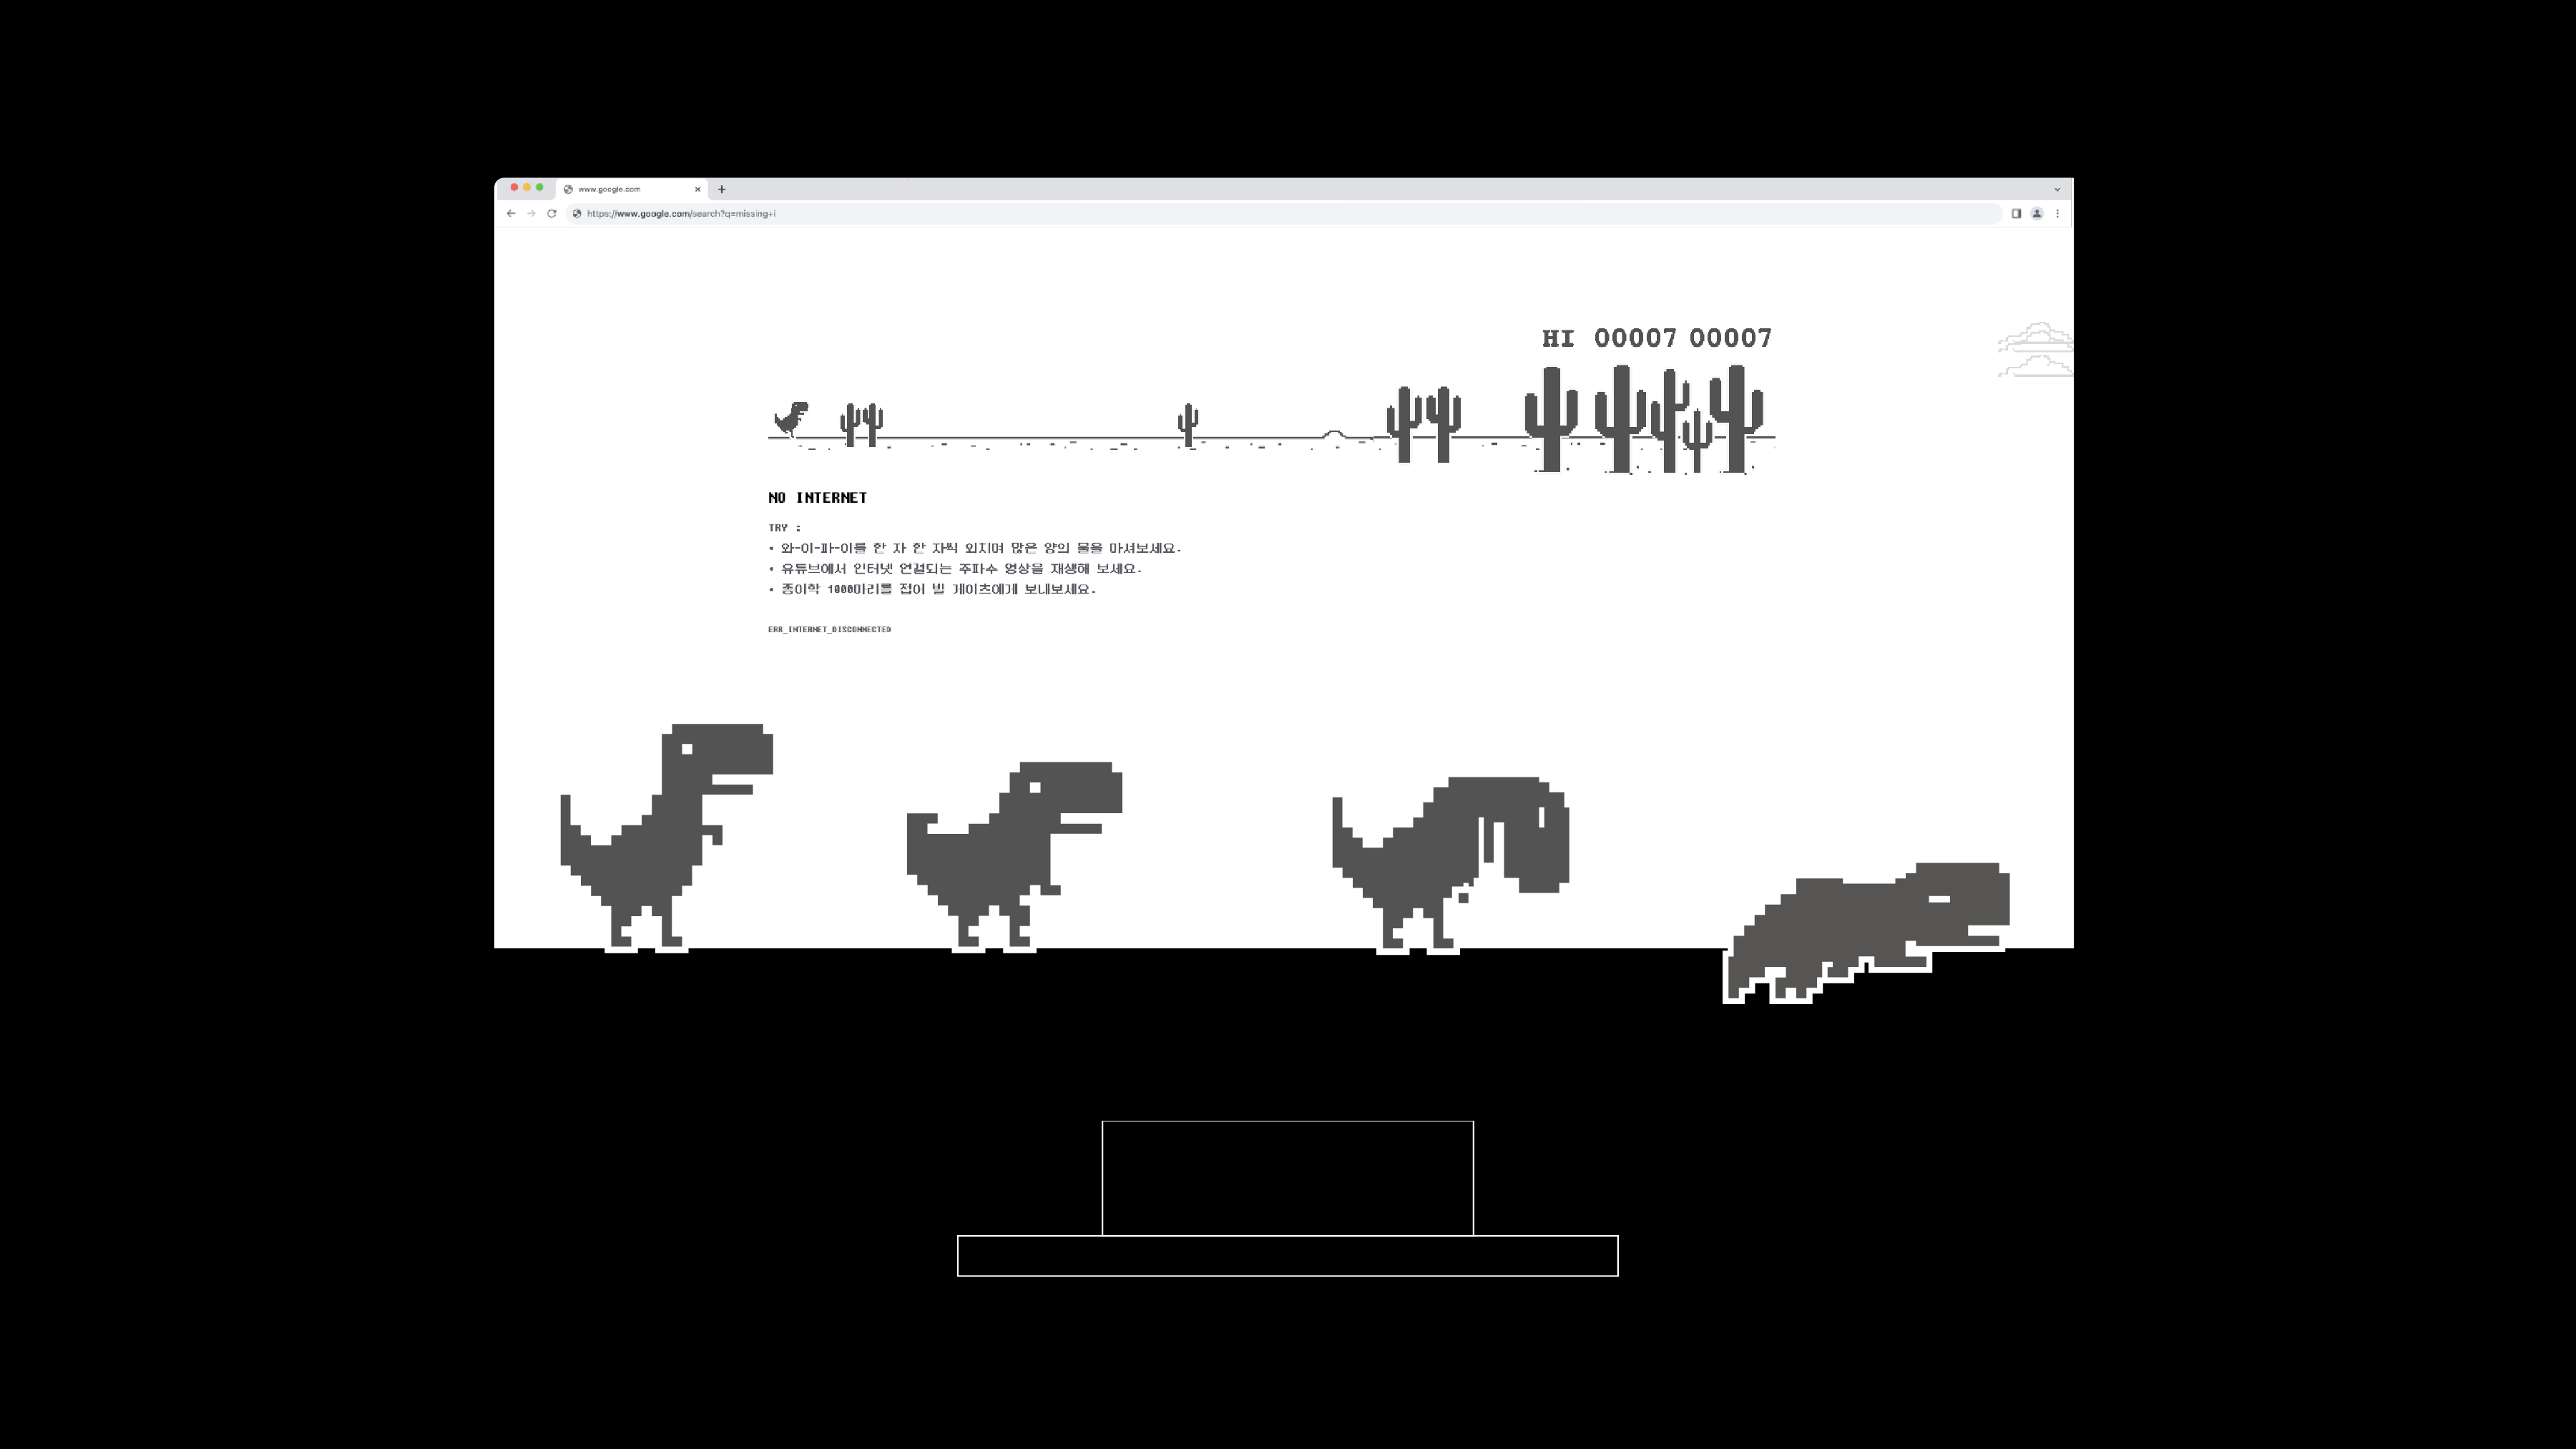 www.google.com
https://www.google.com/search?q=missing+i
HI 00007 00007
NO INTERNET
TRY :
• 와-이-파-이를 한 자 한 자씩 외치며 많은 양의 물을 마셔보세요.
• 유튜브에서 인터넷 연결되는 주파수 영상을 재생해 보세요.
• 종이학 1000마리를 접어 빌 게이츠에게 보내보세요.
ERR_INTERNET_DISCONNECTED